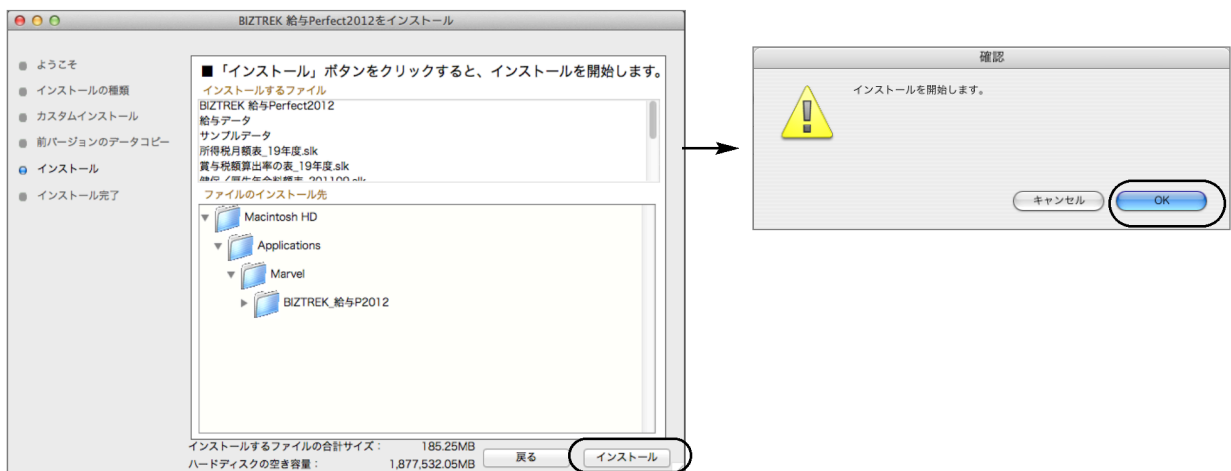 BIZTREK 給与Perfect2012をインストール
ようこそ
インストールの種類
カスタムインストール
前バージョンのデータコピー
インストール
インストール完了
■「インストール」ボタンをクリックすると、インストールを開始します。
インストールするファイル
BIZTREK 給与Perfect2012
給与データ
サンプルデータ
所得税月額表_19年度.slk
賞与税額算出率の表_19年度.slk
ファイルのインストール先
Macintosh HD
Applications
Marvel
BIZTREK_給与P2012
インストールするファイルの合計サイズ： 185.25MB
ハードディスクの空き容量： 1,877,532.05MB
戻る
インストール
確認
インストールを開始します。
キャンセル
OK